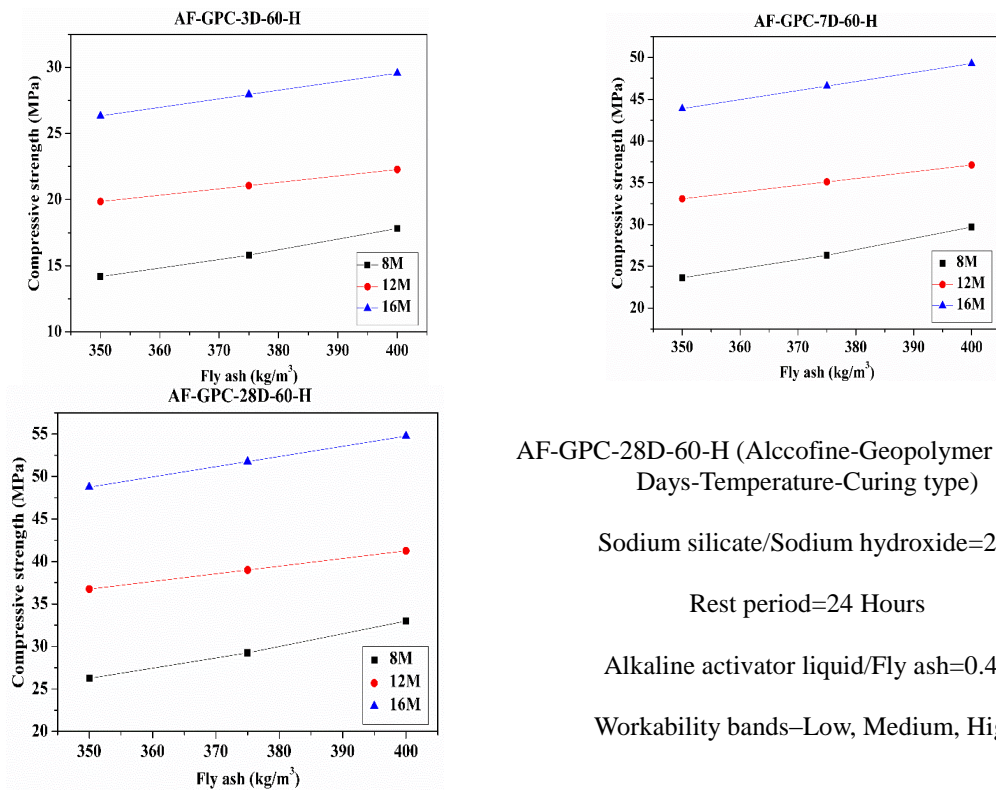 AF-GPC-3D-60-H
Compressive strength (MPa)
30
25
20
15
10
8M
12M
16M
350 360 370 380 390 400
Fly ash (kg/m³)
AF-GPC-7D-60-H
Compressive strength (MPa)
50
45
40
35
30
25
20
8M
12M
16M
350 360 370 380 390 400
Fly ash (kg/m³)
AF-GPC-28D-60-H
Compressive strength (MPa)
55
50
45
40
35
30
25
20
8M
12M
16M
350 360 370 380 390 400
Fly ash (kg/m³)
AF-GPC-28D-60-H (Alccofine-Geopolymer
Days-Temperature-Curing type)
Sodium silicate/Sodium hydroxide=2
Rest period=24 Hours
Alkaline activator liquid/Fly ash=0.4
Workability bands–Low, Medium, Hig